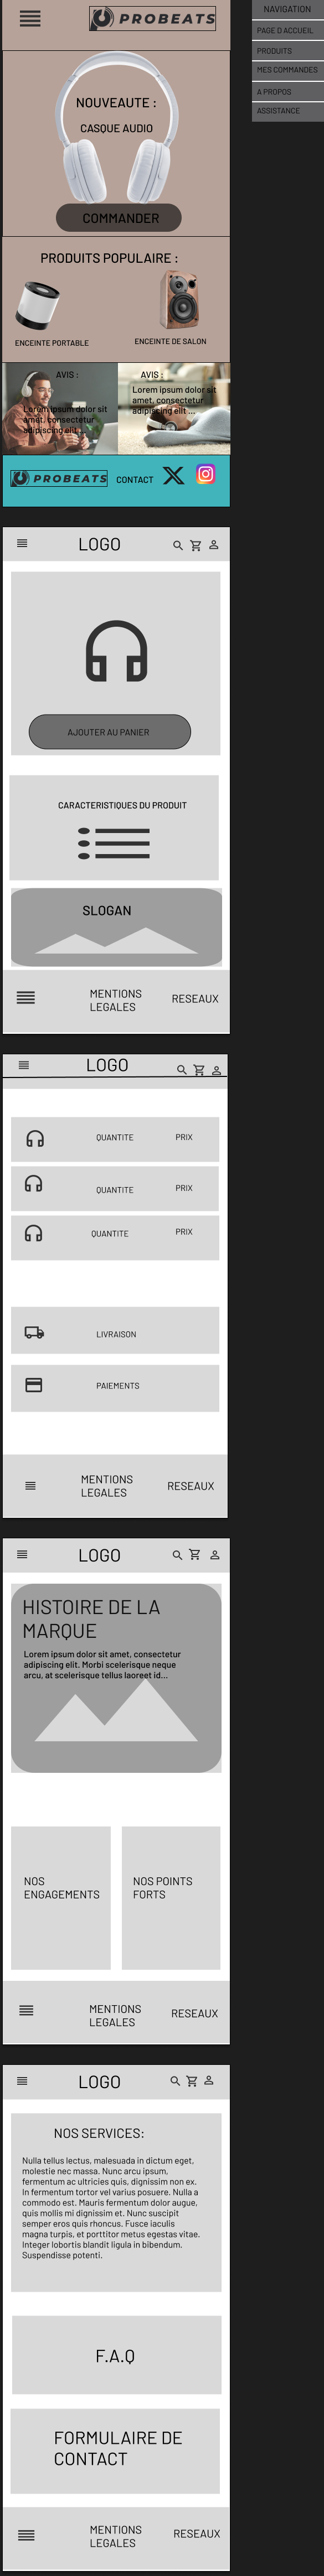 PROBEATS
NOUVEAUTE :
CASQUE AUDIO
COMMANDER
PRODUITS POPULAIRE :
ENCEINTE PORTABLE
ENCEINTE DE SALON
AVIS :
Lorem ipsum dolor sit
amet, consectetur
adipiscing elit...
AVIS :
Lorem ipsum dolor sit
amet, consectetur
adipiscing elit ...
PROBEATS
CONTACT
NAVIGATION
PAGE D ACCUEIL
PRODUITS
MES COMMANDES
A PROPOS
ASSISTANCE
LOGO
AJOUTER AU PANIER
CARACTERISTIQUES DU PRODUIT
SLOGAN
MENTIONS
LEGALES
RESEAUX
LOGO
QUANTITE
PRIX
QUANTITE
PRIX
QUANTITE
PRIX
LIVRAISON
PAIEMENTS
MENTIONS
LEGALES
RESEAUX
LOGO
HISTOIRE DE LA
MARQUE
Lorem ipsum dolor sit amet, consectetur
adipiscing elit. Morbi scelerisque neque
arcu, at scelerisque tellus laoreet id...
NOS
ENGAGEMENTS
NOS POINTS
FORTS
MENTIONS
LEGALES
RESEAUX
LOGO
NOS SERVICES:
Nulla tellus lectus, malesuada in dictum eget,
molestie nec massa. Nunc arcu ipsum,
fermentum ac ultricies quis, dignissim non ex.
In fermentum tortor vel varius posuere. Nulla a
commodo est. Mauris fermentum dolor augue,
quis mollis mi dignissim et. Nunc suscipit
semper eros quis rhoncus. Fusce iaculis
magna turpis, et porttitor metus egestas vitae.
Integer lobortis blandit ligula in bibendum.
Suspendisse potenti.
F.A.Q
FORMULAIRE DE
CONTACT
MENTIONS
LEGALES
RESEAUX